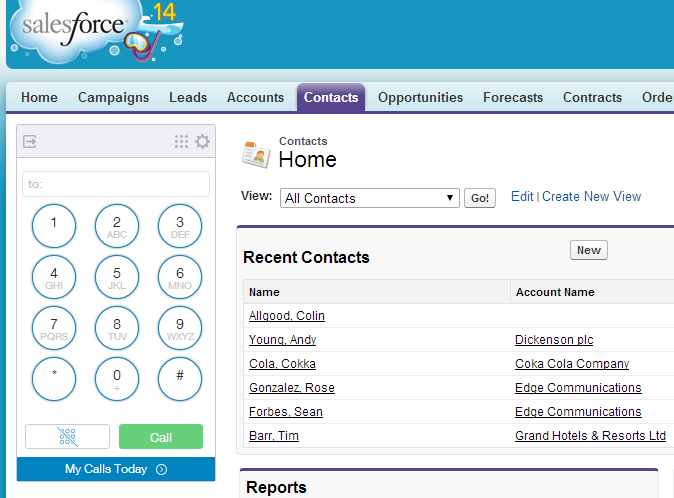 salesforce
'14
Home Campaigns Leads Accounts Contacts Opportunities Forecasts Contracts Orde
to:
1
2 ABC
3 DEF
4 GHI
5 JKL
6 MNO
7 PQRS
8 TUV
9 WXYZ
*
0 +
#
Call
My Calls Today
Contacts
Home
View: All Contacts Go! Edit | Create New View
Recent Contacts New
Name Account Name
Allgood, Colin
Young, Andy Dickenson plc
Cola, Cokka Coka Cola Company
Gonzalez, Rose Edge Communications
Forbes, Sean Edge Communications
Barr, Tim Grand Hotels & Resorts Ltd
Reports